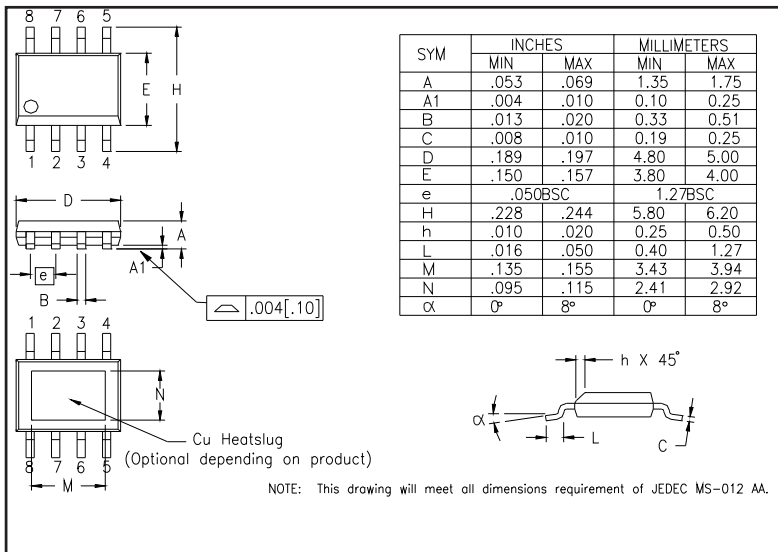 8 7 6 5
E H
1 2 3 4
D
A
A1
e
B
.004[.10]
1 2 3 4
N
Cu Heatslug
(Optional depending on product)
8 7 6 5
M
SYM INCHES MILLIMETERS
MIN MAX MIN MAX
A .053 .069 1.35 1.75
A1 .004 .010 0.10 0.25
B .013 .020 0.33 0.51
C .008 .010 0.19 0.25
D .189 .197 4.80 5.00
E .150 .157 3.80 4.00
e .050BSC 1.27BSC
H .228 .244 5.80 6.20
h .010 .020 0.25 0.50
L .016 .050 0.40 1.27
M .135 .155 3.43 3.94
N .095 .115 2.41 2.92
α 0° 8° 0° 8°
h X 45°
α
L
C
NOTE: This drawing will meet all dimensions requirement of JEDEC MS-012 AA.